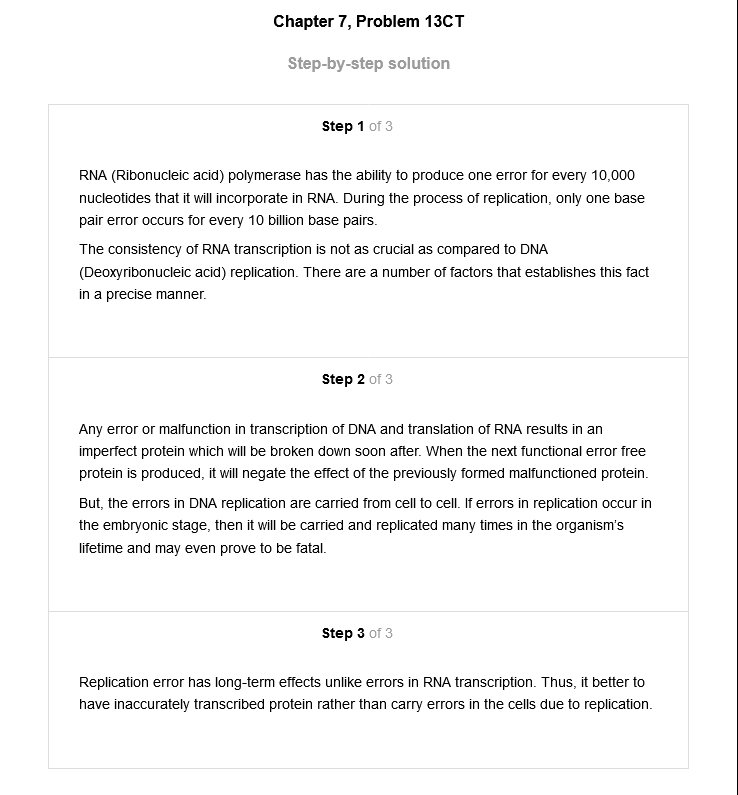 Chapter 7, Problem 13CT
Step-by-step solution
Step 1 of 3
RNA (Ribonucleic acid) polymerase has the ability to produce one error for every 10,000
nucleotides that it will incorporate in RNA. During the process of replication, only one base
pair error occurs for every 10 billion base pairs.
The consistency of RNA transcription is not as crucial as compared to DNA
(Deoxyribonucleic acid) replication. There are a number of factors that establishes this fact
in a precise manner.
Step 2 of 3
Any error or malfunction in transcription of DNA and translation of RNA results in an
imperfect protein which will be broken down soon after. When the next functional error free
protein is produced, it will negate the effect of the previously formed malfunctioned protein.
But, the errors in DNA replication are carried from cell to cell. If errors in replication occur in
the embryonic stage, then it will be carried and replicated many times in the organism's
lifetime and may even prove to be fatal.
Step 3 of 3
Replication error has long-term effects unlike errors in RNA transcription. Thus, it better to
have inaccurately transcribed protein rather than carry errors in the cells due to replication.